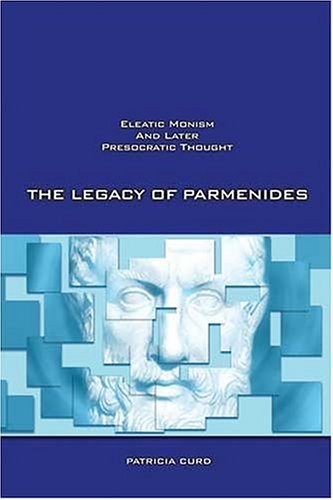 Eleatic Monism
And Later
Presocratic Thought
THE LEGACY OF PARMENIDES
PATRICIA CURD